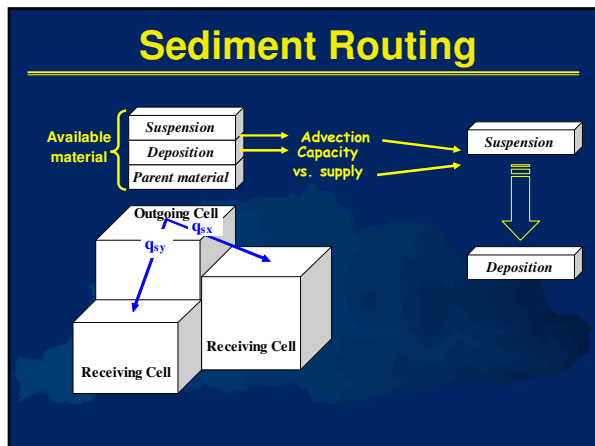 Sediment Routing
Available
material
Suspension
Deposition
Parent material
Advection
Capacity
vs. supply
Suspension
Deposition
Outgoing Cell
qsx
qsy
Receiving Cell
Receiving Cell